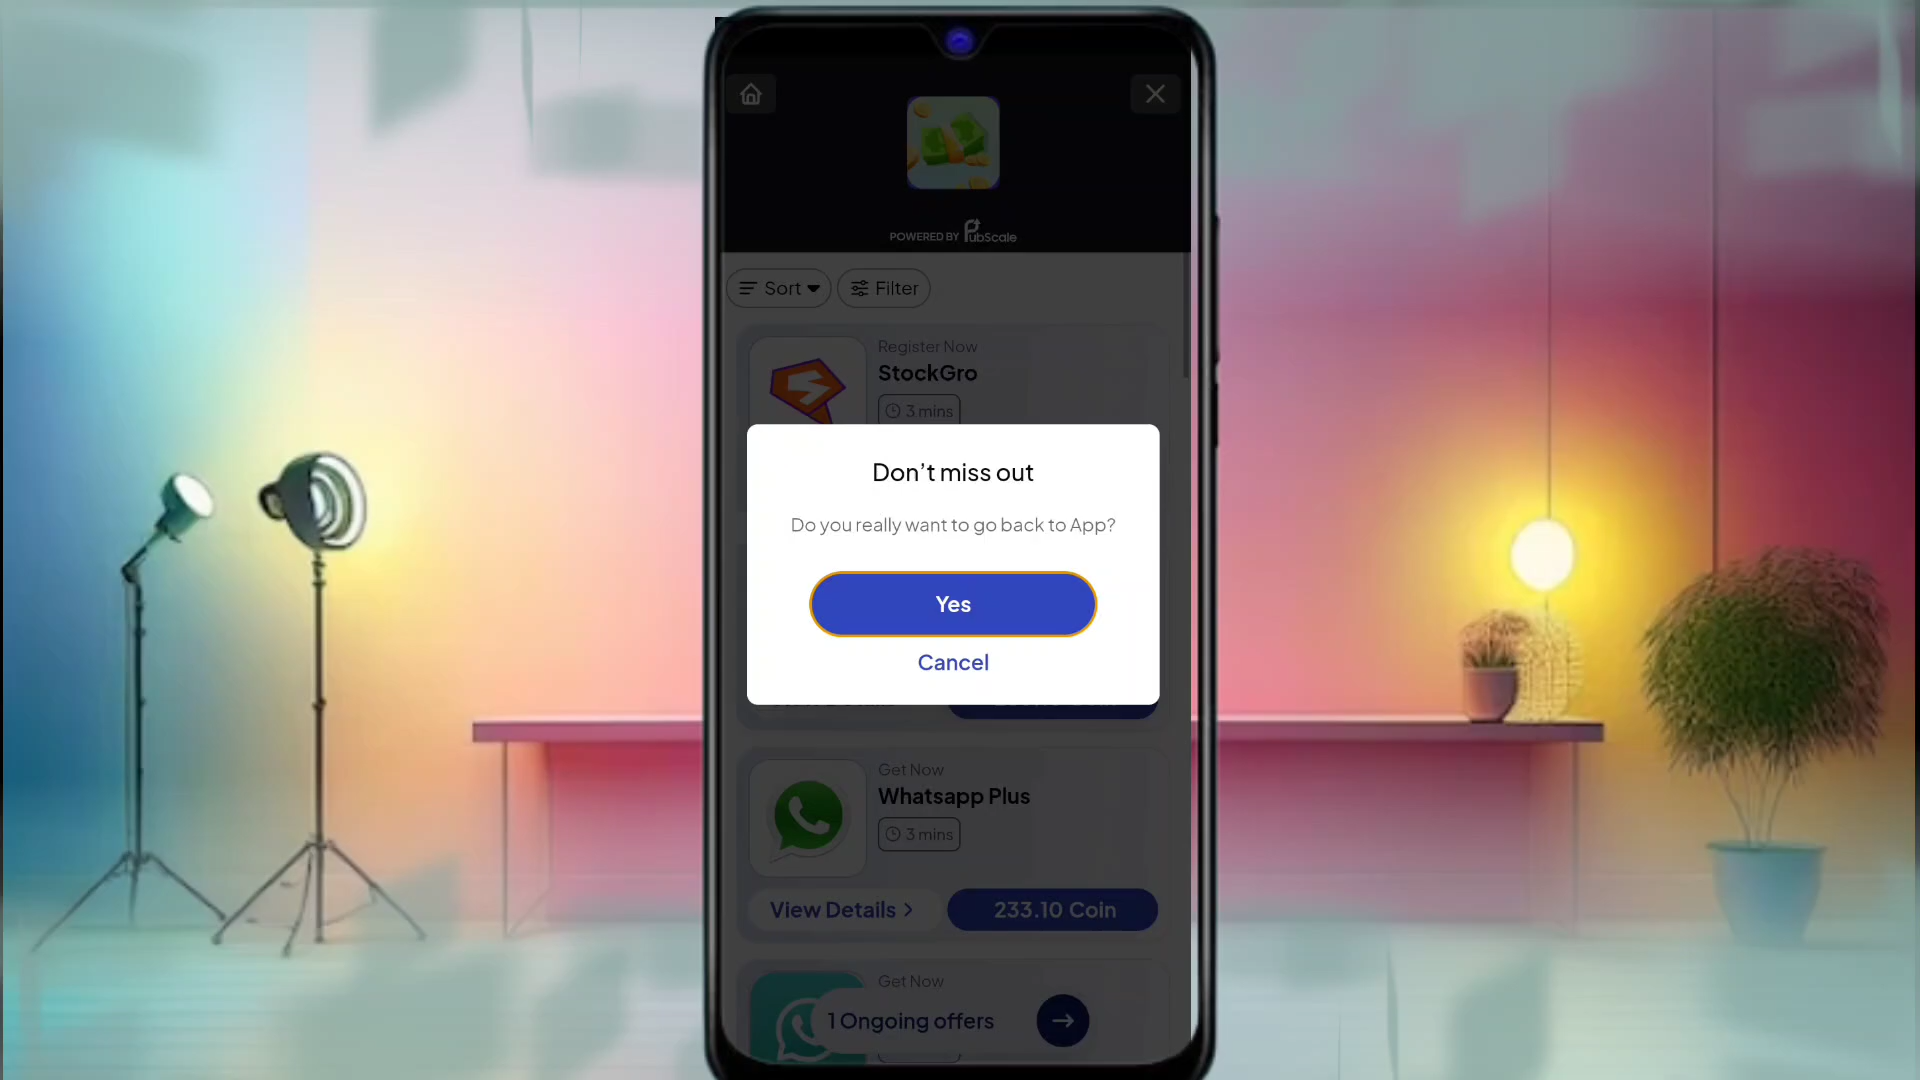 POWERED BY PubScale
Sort
Filter
Register Now
StockGro
3 mins
Don’t miss out
Do you really want to go back to App?
Yes
Cancel
Get Now
Whatsapp Plus
3 mins
View Details >
233.10 Coin
Get Now
1 Ongoing offers